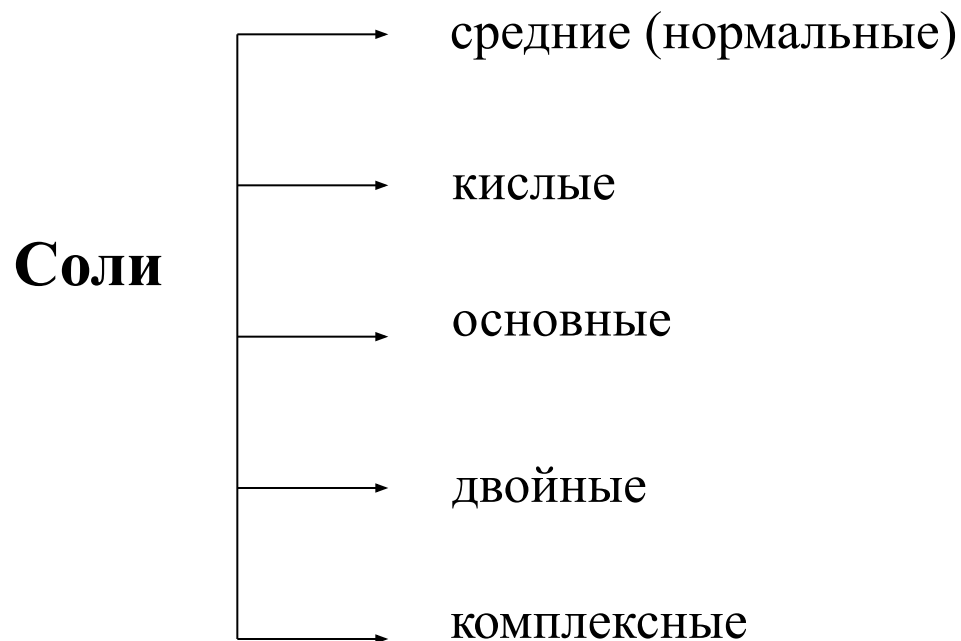 средние (нормальные)
кислые
Соли
основные
двойные
комплексные